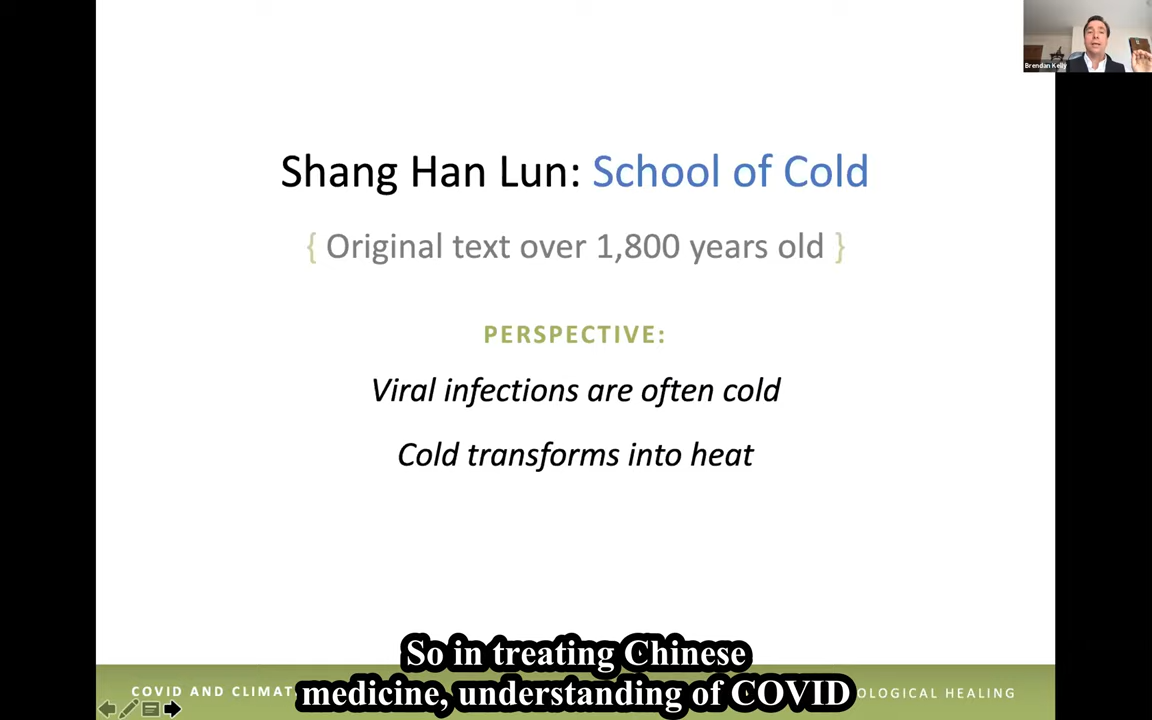 Brendan Kelly
Shang Han Lun: School of Cold
{ Original text over 1,800 years old }
PERSPECTIVE:
Viral infections are often cold
Cold transforms into heat
So in treating Chinese
medicine, understanding of COVID
COVID AND CLIMAT
OLOGICAL HEALING